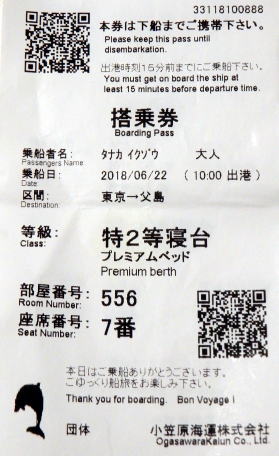 33118100888
本券は下船までご携帯下さい。
Please keep this pass until
disembarkation.
出港時刻15分前までにご乗船下さい。
You must get on board the ship at
least 15 minutes before departure time.
搭乗券
Boarding Pass
乗船者名: タナカ イクゾウ 大人
Passengers Name
乗船日: 2018/06/22 (10:00 出港)
Date:
区間: 東京→父島
Destination:
等級: 特2等寝台
Class: プレミアムベッド
Premium berth
部屋番号: 556
Room Number:
座席番号: 7番
Seat Number:
本日はご乗船ありがとうございます。
ごゆっくり船旅をお楽しみ下さい。
Thank you for boarding. Bon Voyage!
団体 小笠原海運株式会社
OgasawaraKaiun Co., Ltd.